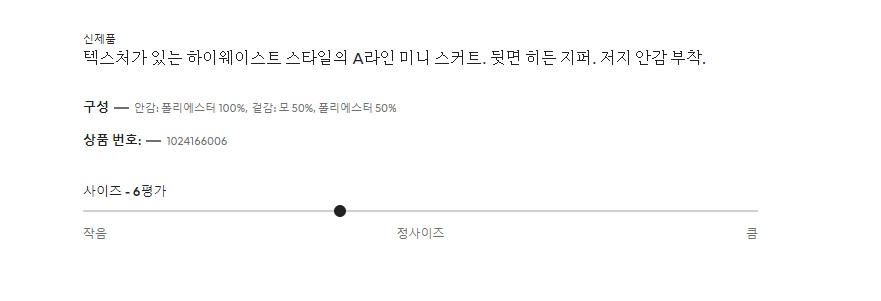 신제품
텍스처가 있는 하이웨이스트 스타일의 A라인 미니 스커트. 뒷면 히든 지퍼. 저지 안감 부착.
구성 — 안감: 폴리에스터 100%, 겉감: 모 50%, 폴리에스터 50%
상품 번호: — 1024166006
사이즈 - 6평가
작음 정사이즈 큼